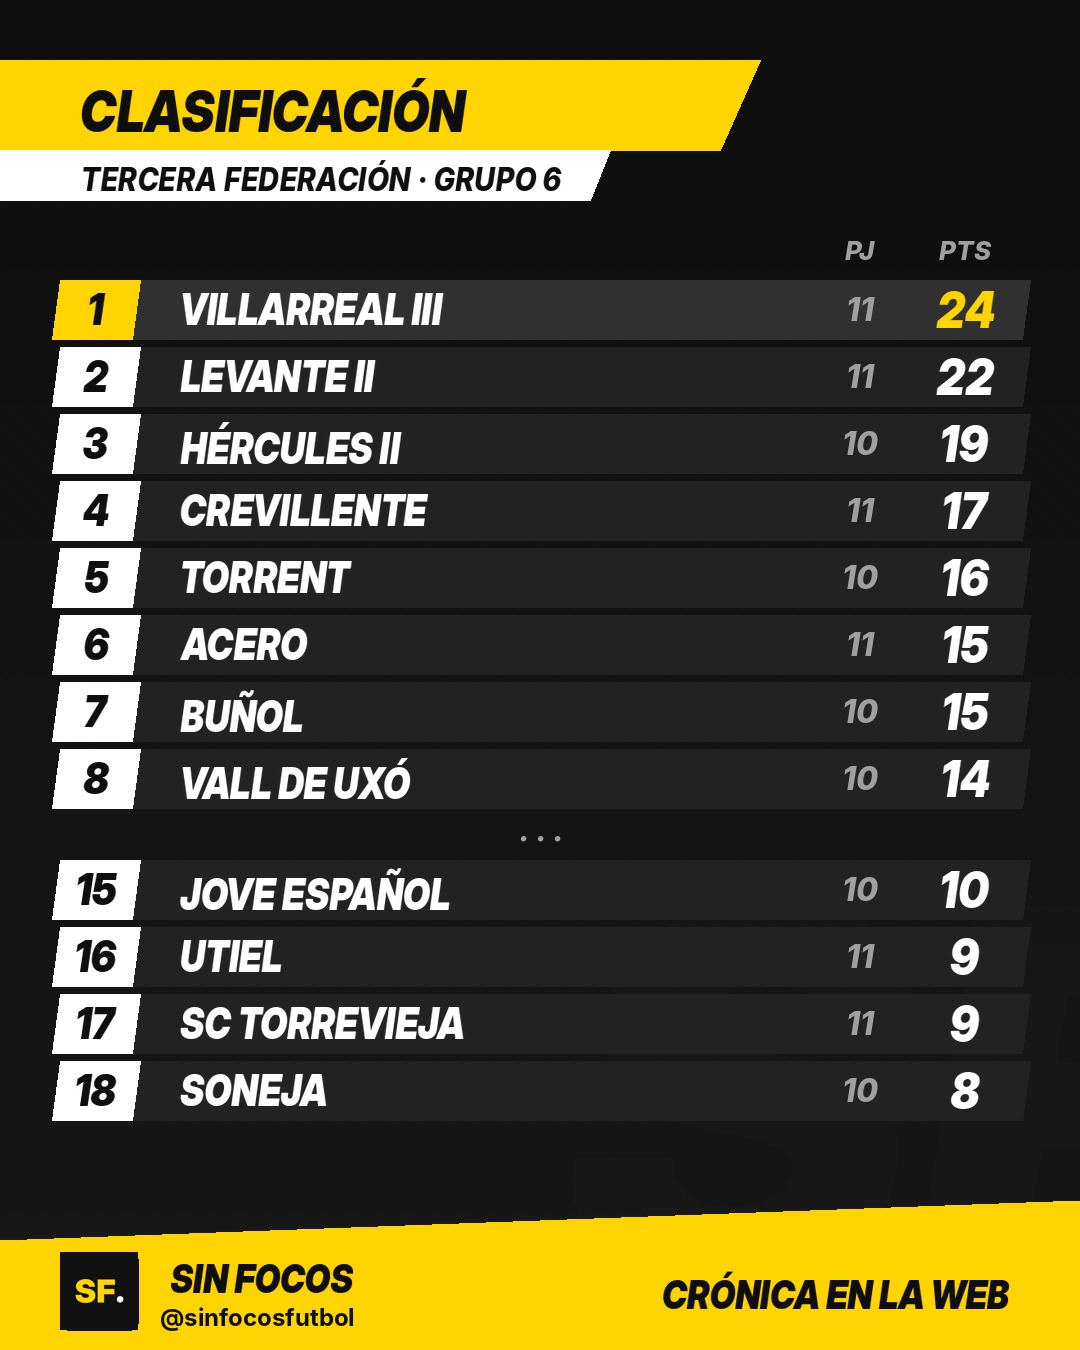 CLASIFICACIÓN
TERCERA FEDERACIÓN · GRUPO 6
PJ PTS
1 VILLARREAL III 11 24
2 LEVANTE II 11 22
3 HÉRCULES II 10 19
4 CREVILLENTE 11 17
5 TORRENT 10 16
6 ACERO 11 15
7 BUÑOL 10 15
8 VALL DE UXÓ 10 14
...
15 JOVE ESPAÑOL 10 10
16 UTIEL 11 9
17 SC TORREVIEJA 11 9
18 SONEJA 10 8
SF. SIN FOCOS
@sinfocosfutbol
CRÓNICA EN LA WEB